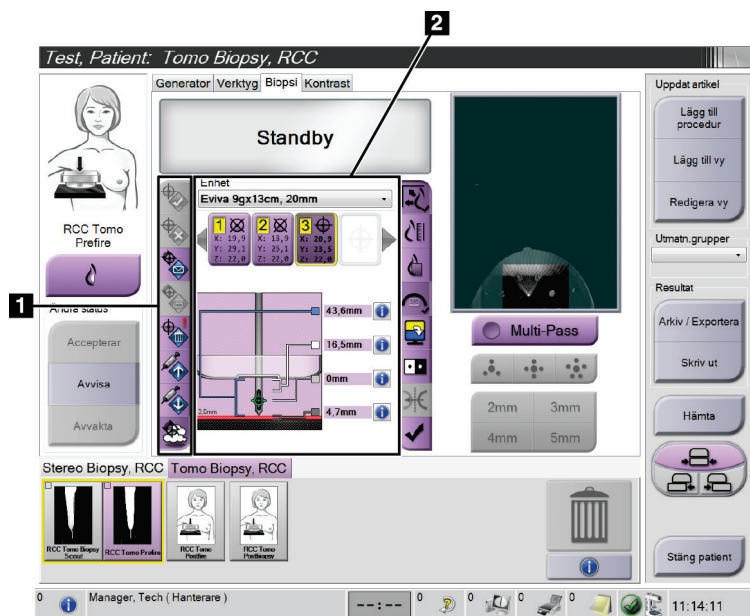 2
Test, Patient: Tomo Biopsy, RCC
Generator Verktyg Biopsi Kontrast
Standby
Enhet
Eviva 9gx13cm, 20mm
1 2 3
X: 19,9 X: 13,9 X: 20,9
Y: 29,1 Y: 25,1 Y: 23,5
Z: 22,0 Z: 22,0 Z: 22,0
43,6mm
16,5mm
0mm
4,7mm
Multi-Pass
2mm 3mm
4mm 5mm
RCC Tomo
Prefire
1
Ändra status
Accepterar
Avvisa
Avvakta
Uppdat artikel
Lägg till
procedur
Lägg till vy
Redigera vy
Utmatn.grupper
Resultat
Arkiv / Exportera
Skriv ut
Hämta
Stäng patient
Stereo Biopsy, RCC Tomo Biopsy, RCC
RCC Tomo Biopsy
Scout
RCC Tomo Prefire
RCC Tomo
Postfire
RCC Tomo
Postbiopsy
0 Manager, Tech ( Hanterare ) --:-- 0 0 0 0 11:14:11